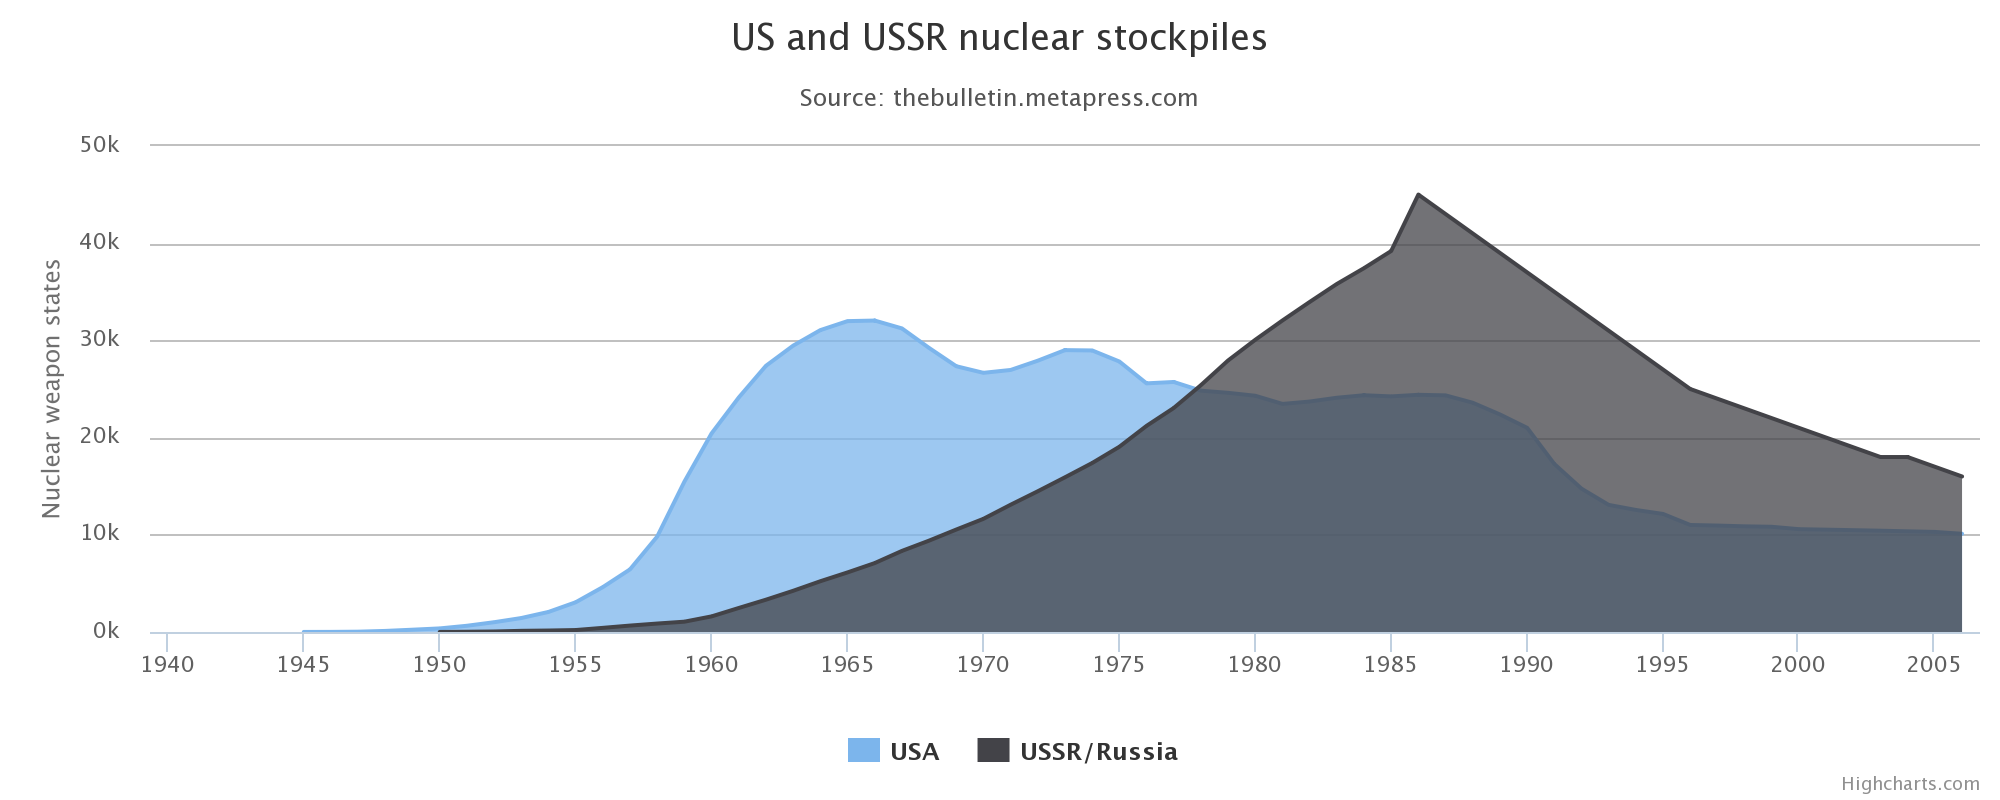 US and USSR nuclear stockpiles
Source: thebulletin.metapress.com
Nuclear weapon states
50k
40k
30k
20k
10k
0k
1940 1945 1950 1955 1960 1965 1970 1975 1980 1985 1990 1995 2000 2005
USA USSR/Russia
Highcharts.com